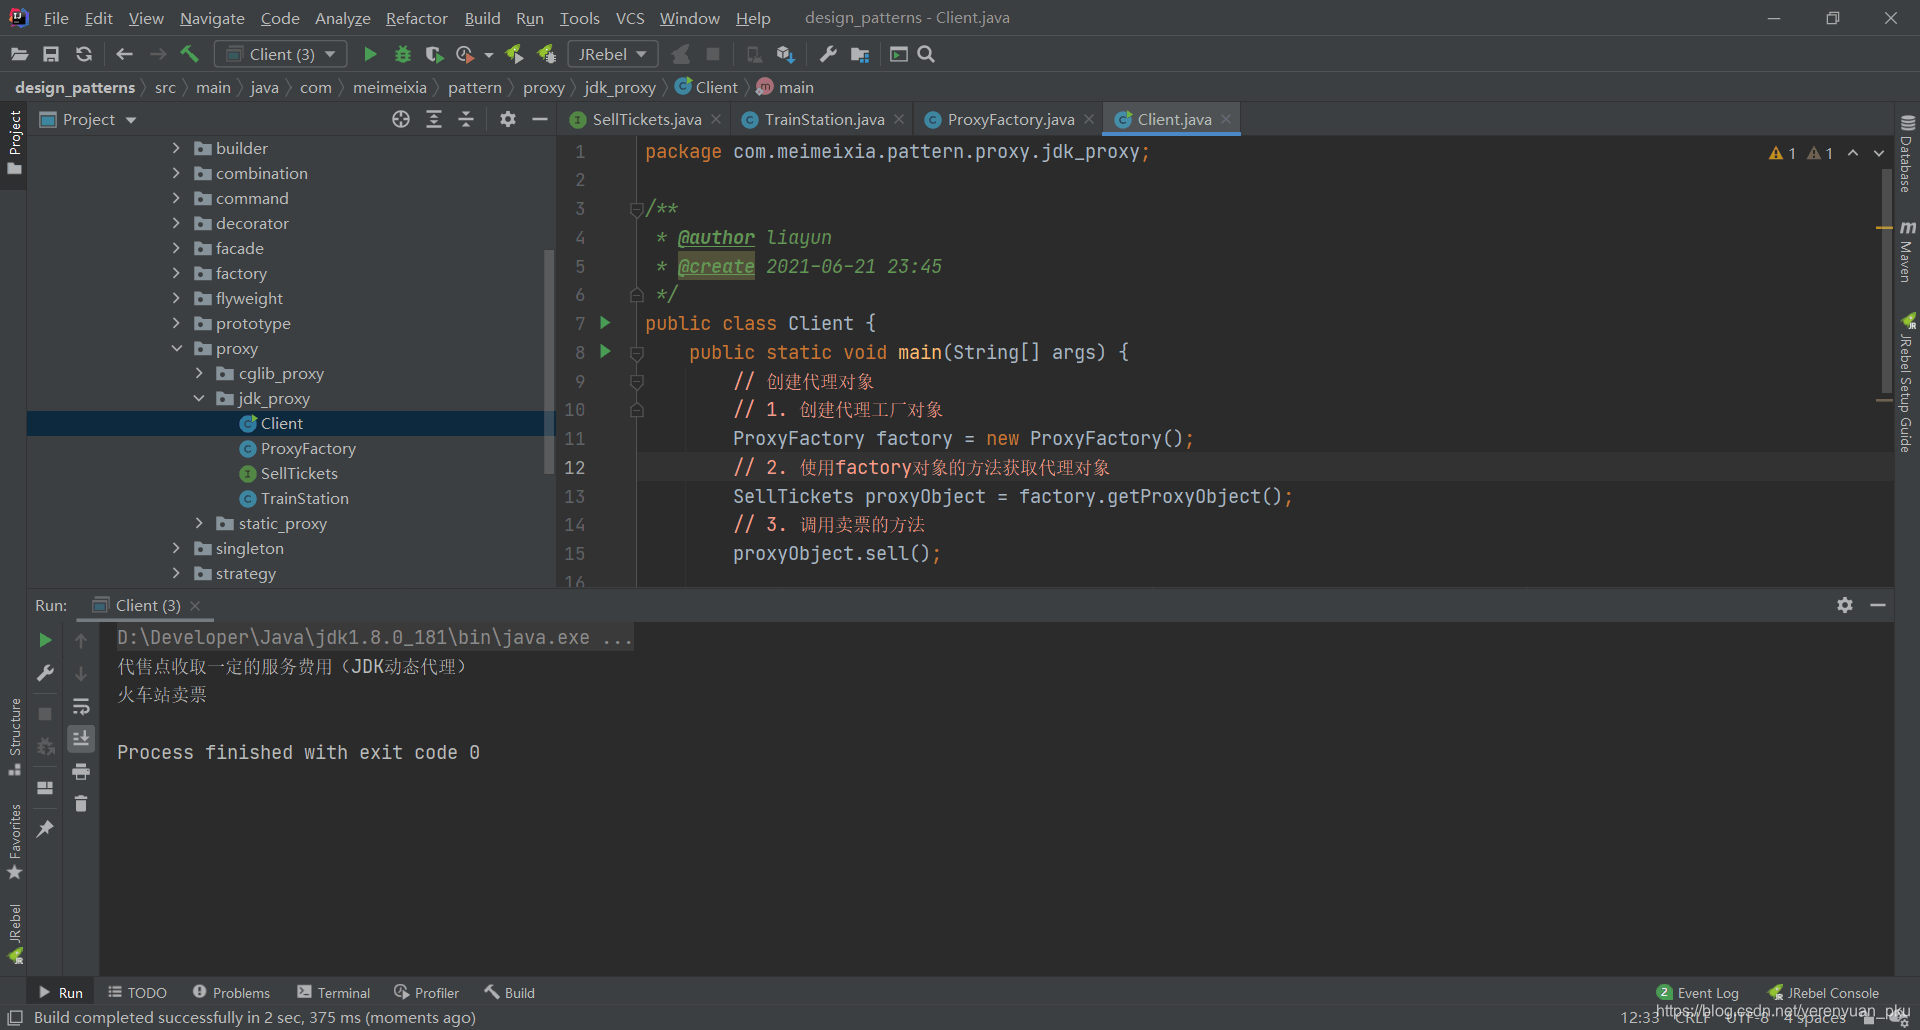 File Edit View Navigate Code Analyze Refactor Build Run Tools VCS Window Help design_patterns - Client.java
Client (3) JRebel
design_patterns src main java com meimeixia pattern proxy jdk_proxy Client main
Project
SellTickets.java TrainStation.java ProxyFactory.java Client.java
builder
combination
command
decorator
facade
factory
flyweight
prototype
proxy
cglib_proxy
jdk_proxy
Client
ProxyFactory
SellTickets
TrainStation
static_proxy
singleton
strategy
1 package com.meimeixia.pattern.proxy.jdk_proxy;
2
3 /**
4 * @author liayun
5 * @create 2021-06-21 23:45
6 */
7 public class Client {
8 public static void main(String[] args) {
9 // 创建代理对象
10 // 1. 创建代理工厂对象
11 ProxyFactory factory = new ProxyFactory();
12 // 2. 使用factory对象的方法获取代理对象
13 SellTickets proxyObject = factory.getProxyObject();
14 // 3. 调用卖票的方法
15 proxyObject.sell();
16
1 1
Project
Structure
Favorites
JRebel
Database
Maven
JRebel Setup Guide
Run: Client (3)
D:\Developer\Java\jdk1.8.0_181\bin\java.exe ...
代售点收取一定的服务费用（JDK动态代理）
火车站卖票
Process finished with exit code 0
Run TODO Problems Terminal Profiler Build 2 Event Log JRebel Console
Build completed successfully in 2 sec, 375 ms (moments ago) 12:33 CRLF UTF-8 4 spaces
https://blog.csdn.net/yerenyuan_pku